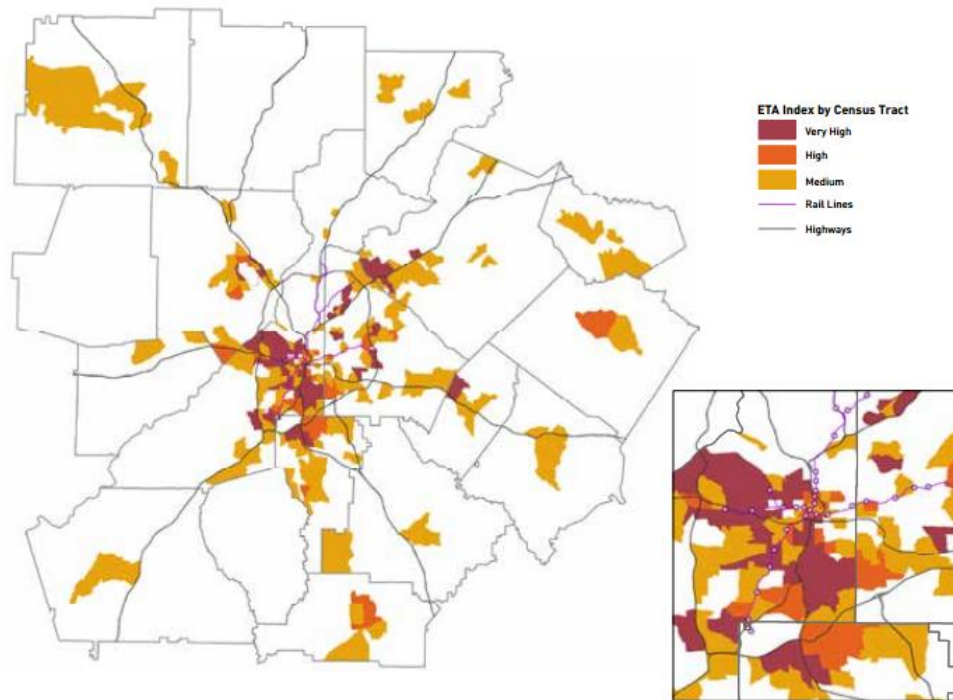 ETA Index by Census Tract
Very High
High
Medium
Rail Lines
Highways